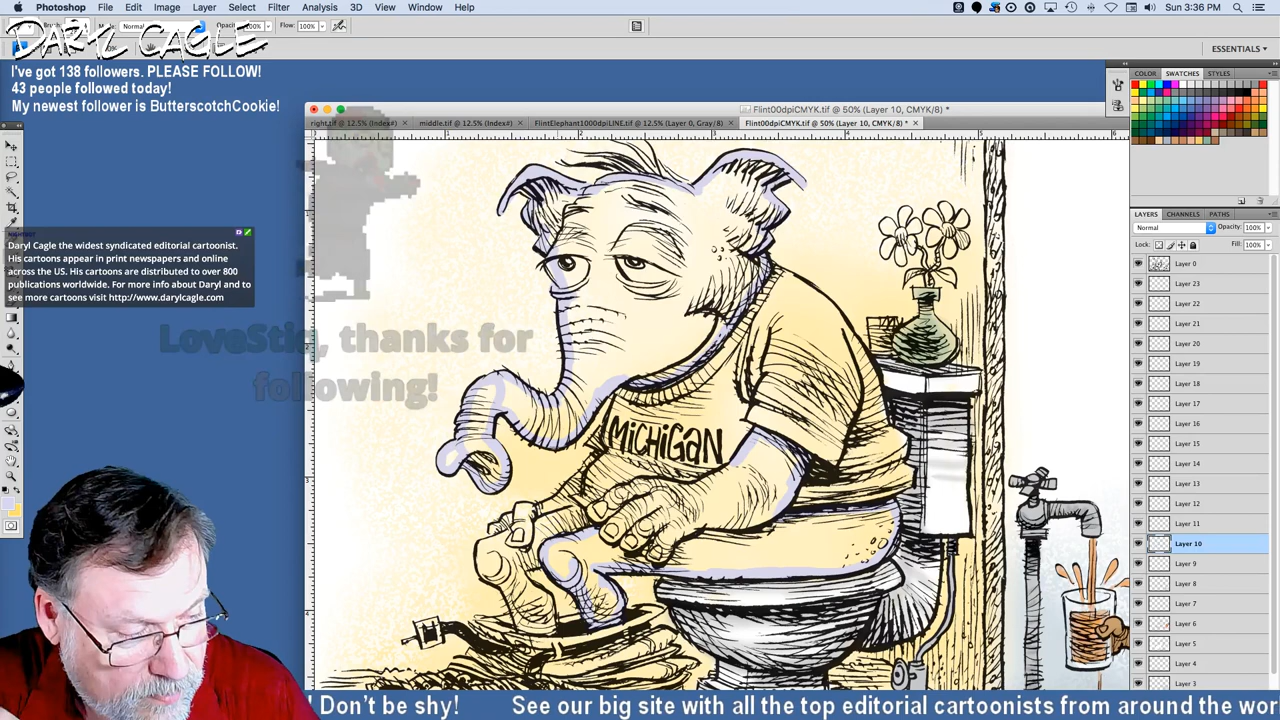 Photoshop File Edit Image Layer Select Filter Analysis 3D View Window Help Sun 3:36 PM
Mode: Normal Opacity: 100% Flow: 100%
DARYL CAGLE
ESSENTIALS
I've got 138 followers. PLEASE FOLLOW!
43 people followed today!
My newest follower is ButterscotchCookie!
COLOR SWATCHES STYLES
Flint00dpiCMYK.tif @ 50% (Layer 10, CMYK/8) *
right.tif @ 12.5% (Index#) middle.tif @ 12.5% (Index#) FlintElephant1000dpiLINE.tif @ 12.5% (Layer 0, Gray/8) Flint00dpiCMYK.tif @ 50% (Layer 10, CMYK/8) *
Daryl Cagle the widest syndicated editorial cartoonist.
His cartoons appear in print newspapers and online
across the US. His cartoons are distributed to over 800
publications worldwide. For more info about Daryl and to
see more cartoons visit http://www.darylcagle.com
LoveStiq, thanks for
following!
MiCHiGAN
LAYERS CHANNELS PATHS
Normal Opacity: 100%
Lock: Fill: 100%
Layer 0
Layer 23
Layer 22
Layer 21
Layer 20
Layer 19
Layer 18
Layer 17
Layer 16
Layer 15
Layer 14
Layer 13
Layer 12
Layer 11
Layer 10
Layer 9
Layer 8
Layer 7
Layer 6
Layer 5
Layer 4
Layer 3
! Don't be shy! See our big site with all the top editorial cartoonists from around the wor